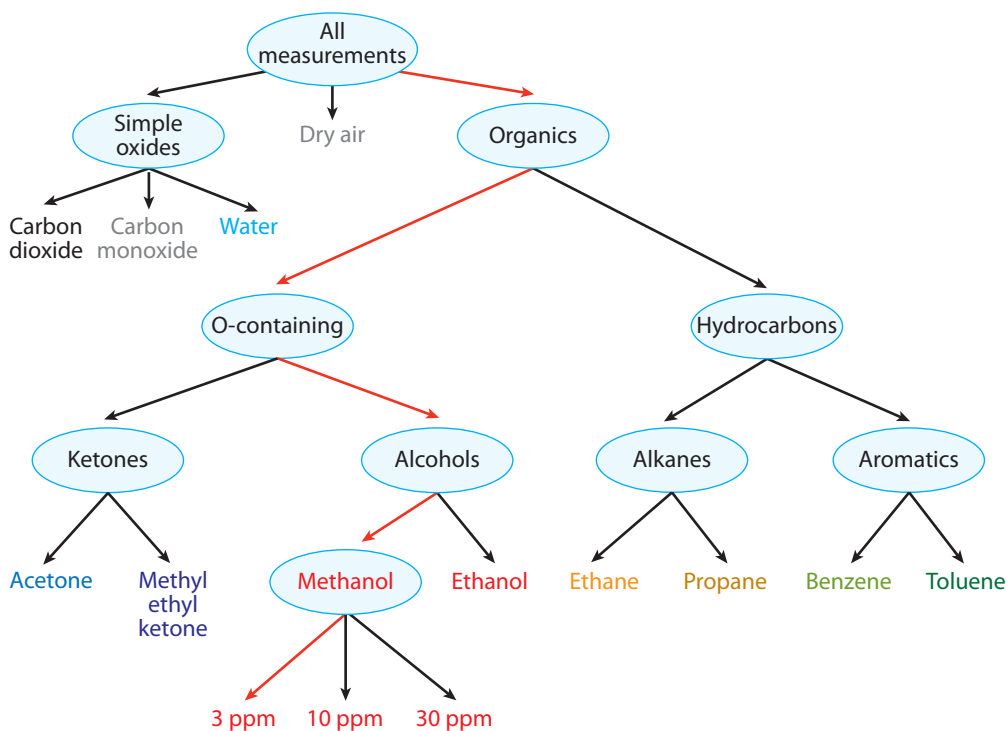 All
measurements
Simple
oxides
Dry air
Organics
Carbon
dioxide
Carbon
monoxide
Water
O-containing
Hydrocarbons
Ketones
Alcohols
Alkanes
Aromatics
Acetone
Methyl
ethyl
ketone
Methanol
Ethanol
Ethane
Propane
Benzene
Toluene
3 ppm
10 ppm
30 ppm